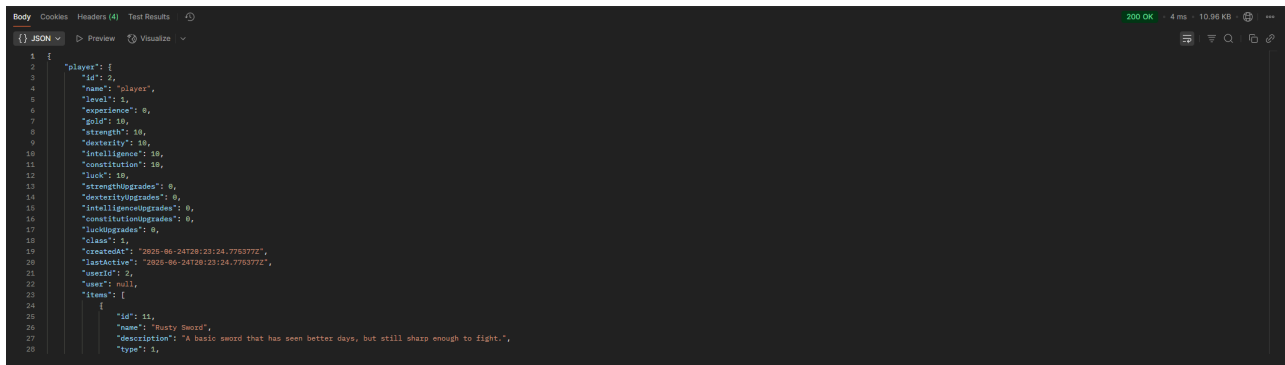 Body Cookies Headers (4) Test Results 200 OK · 4 ms · 10.96 KB
{} JSON Preview Visualize
1 {
2 "player": {
3 "id": 2,
4 "name": "player",
5 "level": 1,
6 "experience": 0,
7 "gold": 10,
8 "strength": 10,
9 "dexterity": 10,
10 "intelligence": 10,
11 "constitution": 10,
12 "luck": 10,
13 "strengthUpgrades": 0,
14 "dexterityUpgrades": 0,
15 "intelligenceUpgrades": 0,
16 "constitutionUpgrades": 0,
17 "luckUpgrades": 0,
18 "class": 1,
19 "createdAt": "2025-06-24T20:23:24.775377Z",
20 "lastActive": "2025-06-24T20:23:24.775377Z",
21 "userId": 2,
22 "user": null,
23 "items": [
24 {
25 "id": 11,
26 "name": "Rusty Sword",
27 "description": "A basic sword that has seen better days, but still sharp enough to fight.",
28 "type": 1,